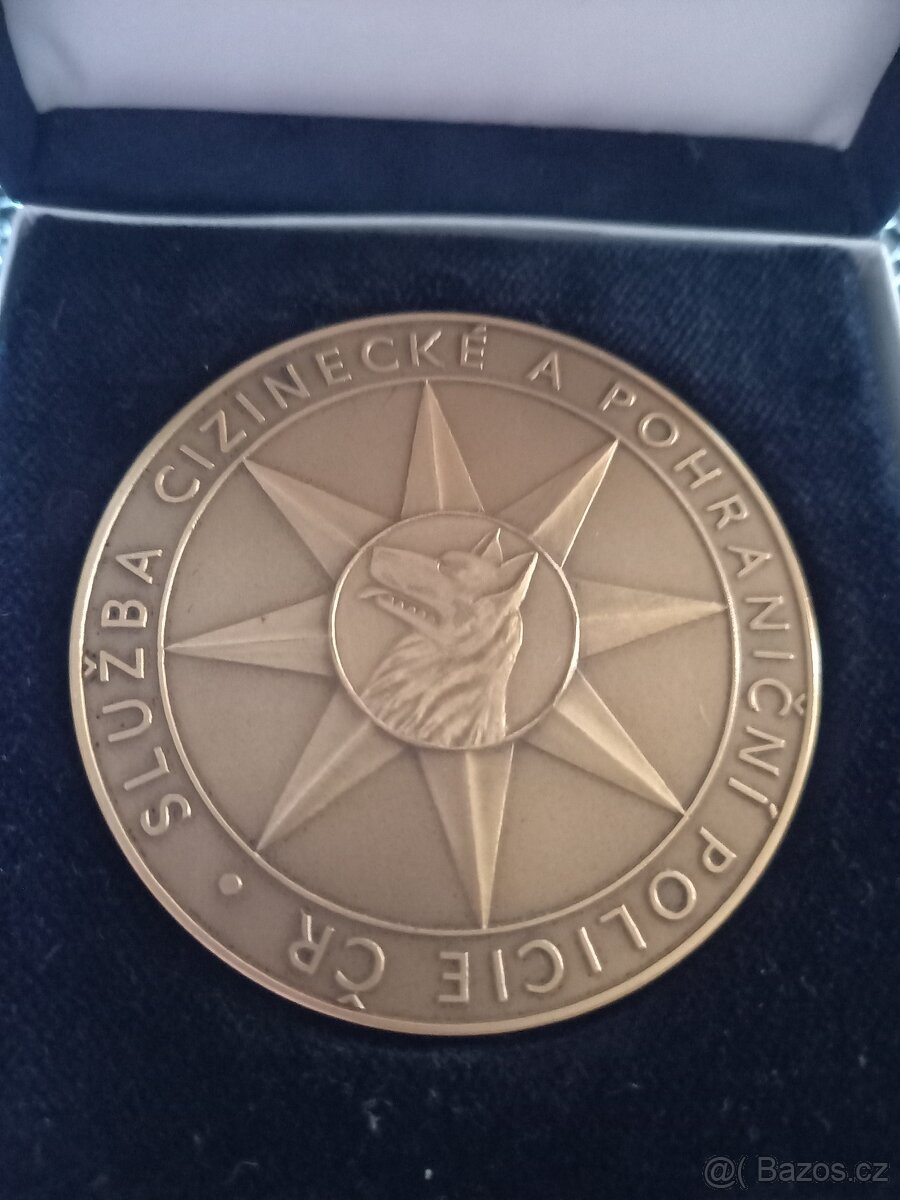 SLUŽBA CIZINECKÉ A POHRANIČNÍ POLICIE ČR •
@( Bazos.cz